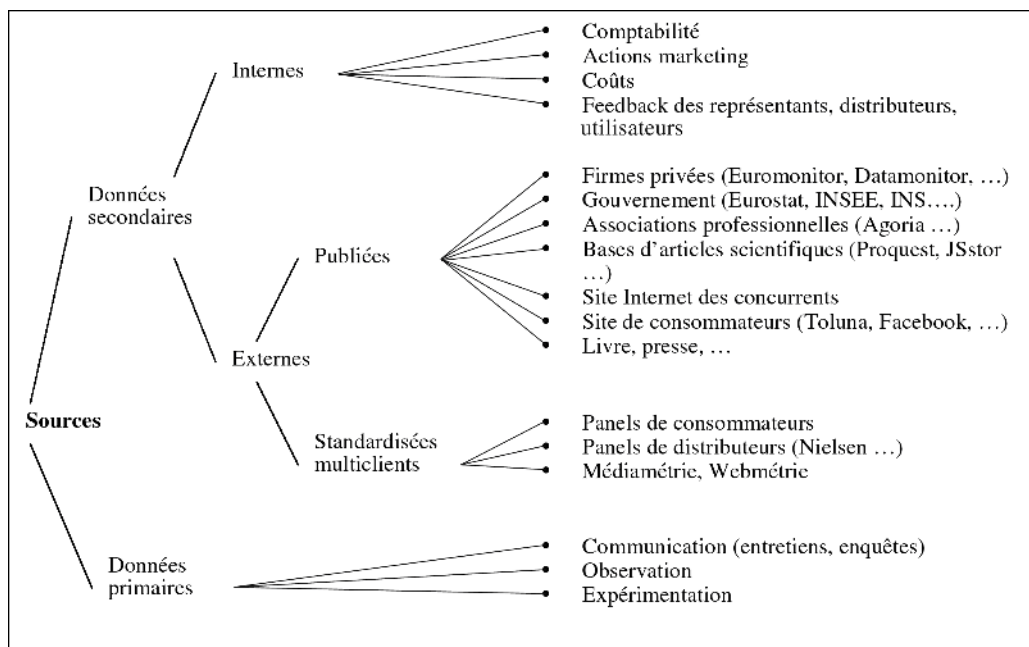 Comptabilité
Actions marketing
Internes
Coûts
Feedback des représentants, distributeurs,
utilisateurs
Données
secondaires
Firmes privées (Euromonitor, Datamonitor, …)
Gouvernement (Eurostat, INSEE, INS….)
Associations professionnelles (Agoria …)
Publiées
Bases d’articles scientifiques (Proquest, JSstor
…)
Site Internet des concurrents
Site de consommateurs (Toluna, Facebook, …)
Livre, presse, …
Externes
Sources
Standardisées
multiclients
Panels de consommateurs
Panels de distributeurs (Nielsen …)
Médiamétrie, Webmétrie
Données
primaires
Communication (entretiens, enquêtes)
Observation
Expérimentation